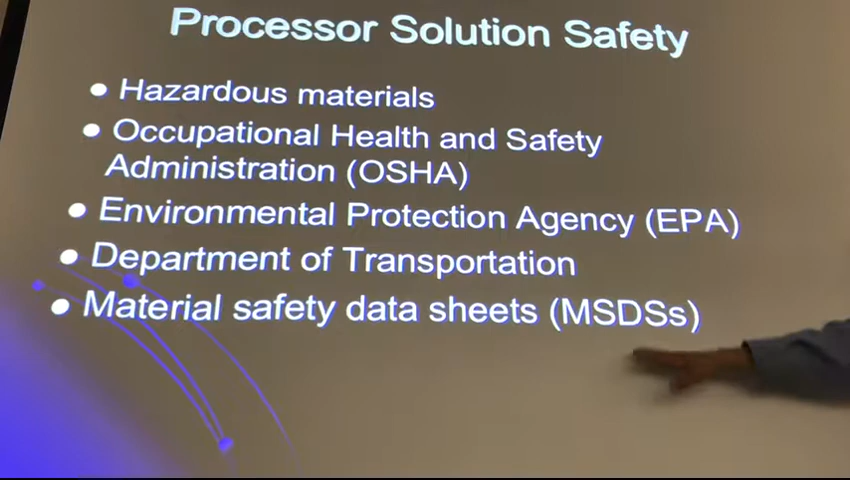 Processor Solution Safety
● Hazardous materials
● Occupational Health and Safety
Administration (OSHA)
● Environmental Protection Agency (EPA)
● Department of Transportation
● Material safety data sheets (MSDSs)